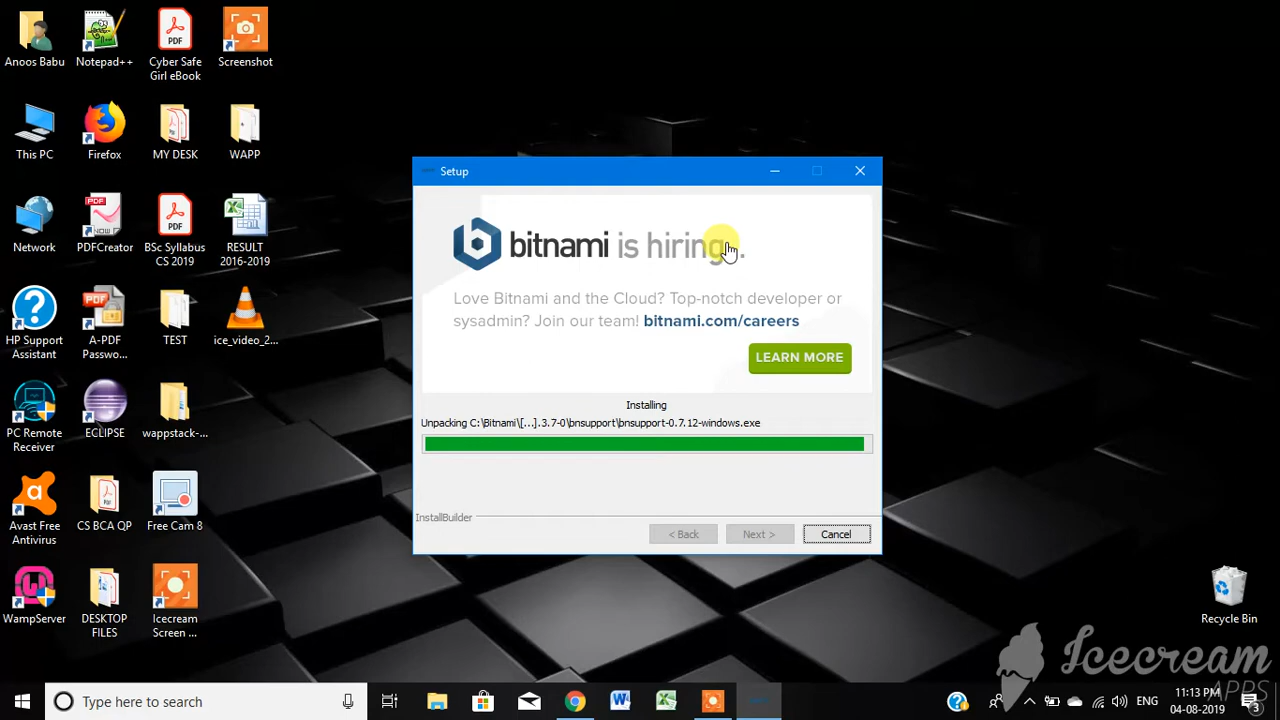 Anoos Babu
Notepad++
Cyber Safe
Girl eBook
Screenshot
This PC
Firefox
MY DESK
WAPP
Network
PDFCreator
BSc Syllabus
CS 2019
RESULT
2016-2019
HP Support
Assistant
A-PDF
Passwo...
TEST
ice_video_2...
PC Remote
Receiver
ECLIPSE
wappstack-...
Avast Free
Antivirus
CS BCA QP
Free Cam 8
WampServer
DESKTOP
FILES
Icecream
Screen ...
Setup
bitnami is hiring...
Love Bitnami and the Cloud? Top-notch developer or
sysadmin? Join our team! bitnami.com/careers
LEARN MORE
Installing
Unpacking C:\Bitnami\[...].3.7-0\bnsupport\bnsupport-0.7.12-windows.exe
InstallBuilder
< Back
Next >
Cancel
Recycle Bin
Icecream
APPS
Type here to search
ENG
11:13 PM
04-08-2019
3